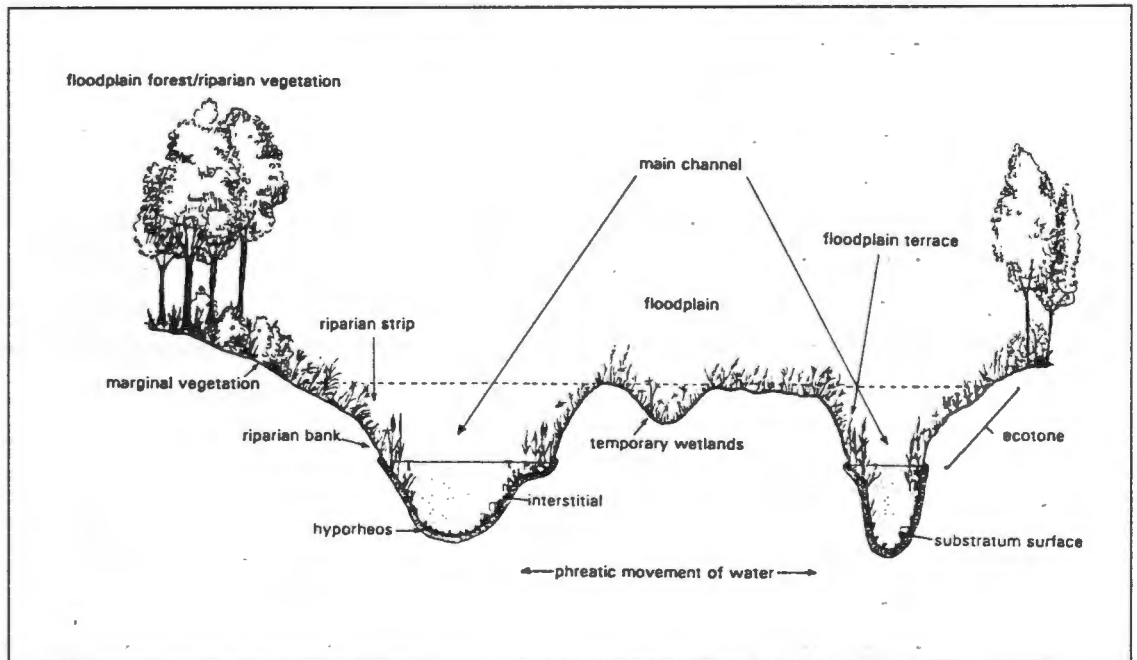 floodplain forest/riparian vegetation
main channel
floodplain terrace
floodplain
riparian strip
marginal vegetation
riparian bank
temporary wetlands
ecotone
interstitial
hyporheos
substratum surface
phreatic movement of water